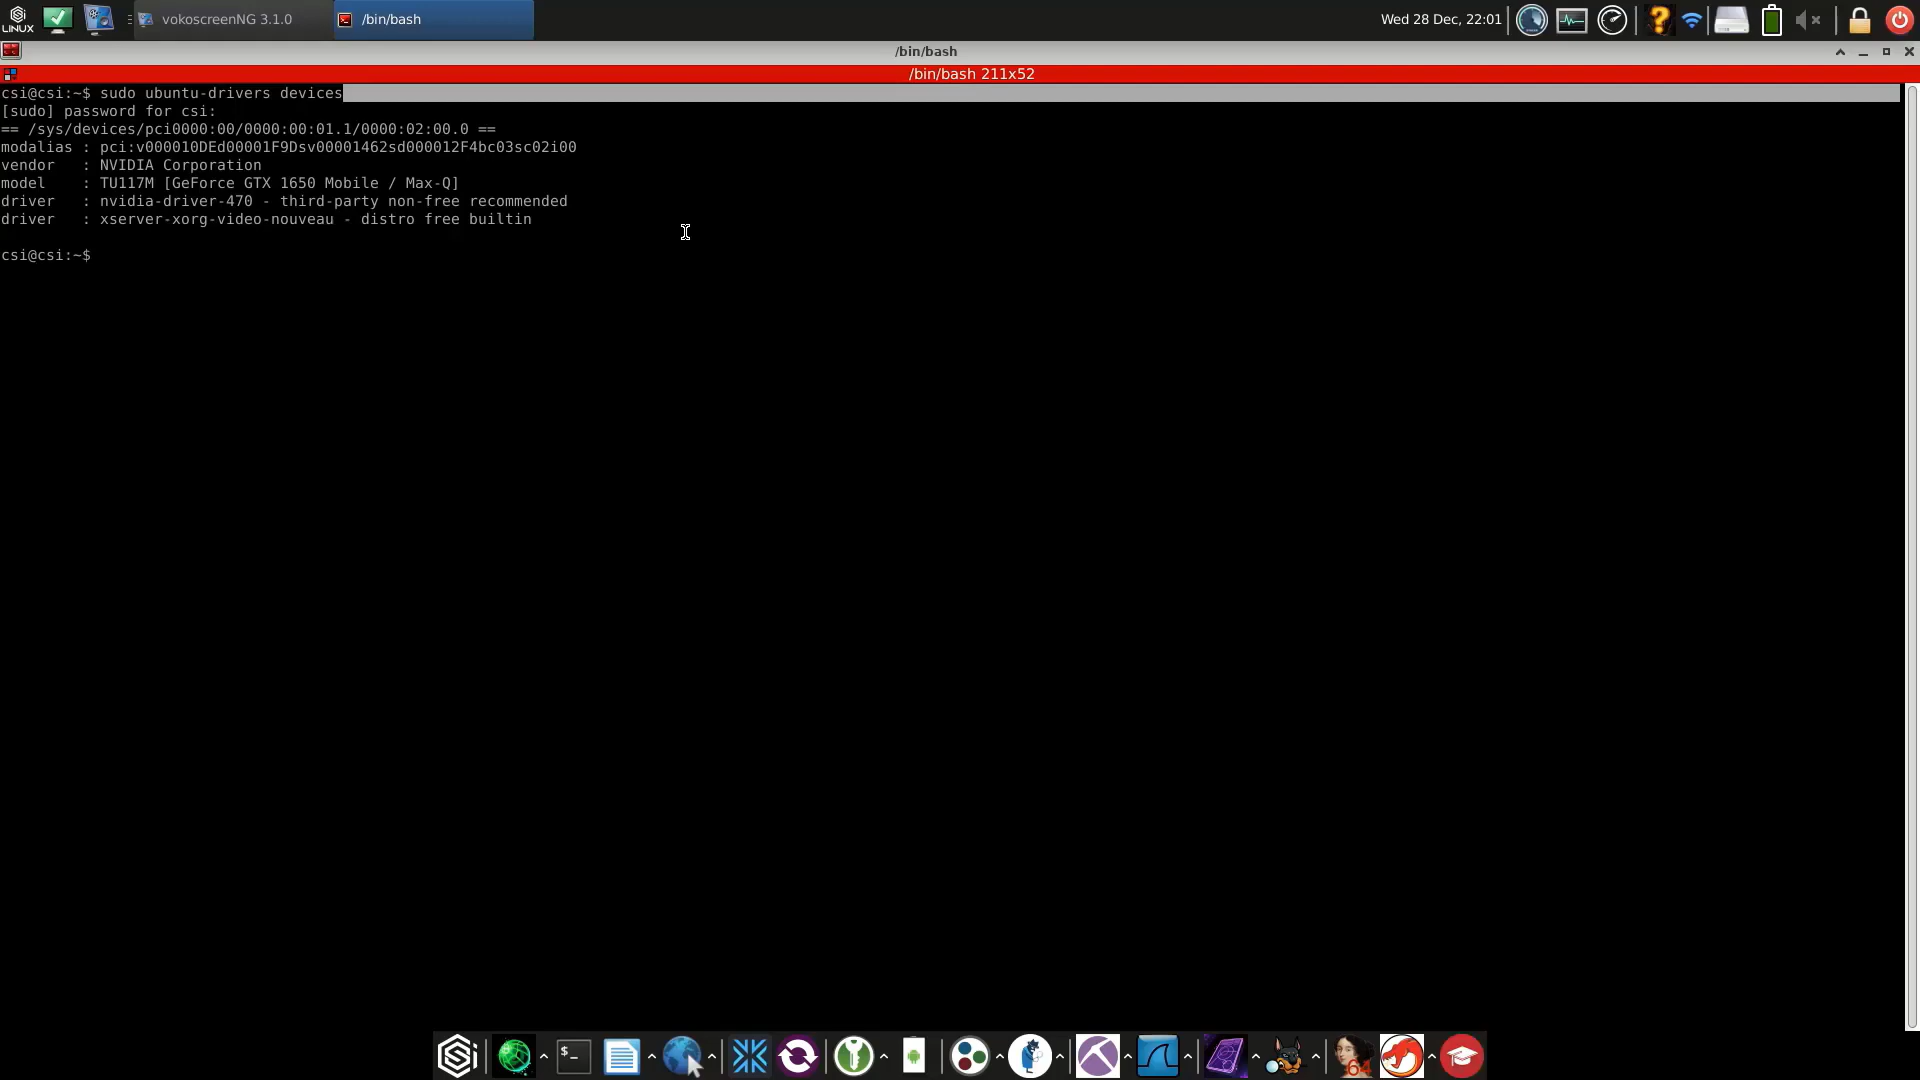 LINUX
vokoscreenNG 3.1.0
/bin/bash
Wed 28 Dec, 22:01
/bin/bash
/bin/bash 211x52
csi@csi:~$ sudo ubuntu-drivers devices
[sudo] password for csi:
== /sys/devices/pci0000:00/0000:00:01.1/0000:02:00.0 ==
modalias : pci:v000010DEd00001F9Dsv00001462sd000012F4bc03sc02i00
vendor   : NVIDIA Corporation
model    : TU117M [GeForce GTX 1650 Mobile / Max-Q]
driver   : nvidia-driver-470 - third-party non-free recommended
driver   : xserver-xorg-video-nouveau - distro free builtin
csi@csi:~$
$_
64